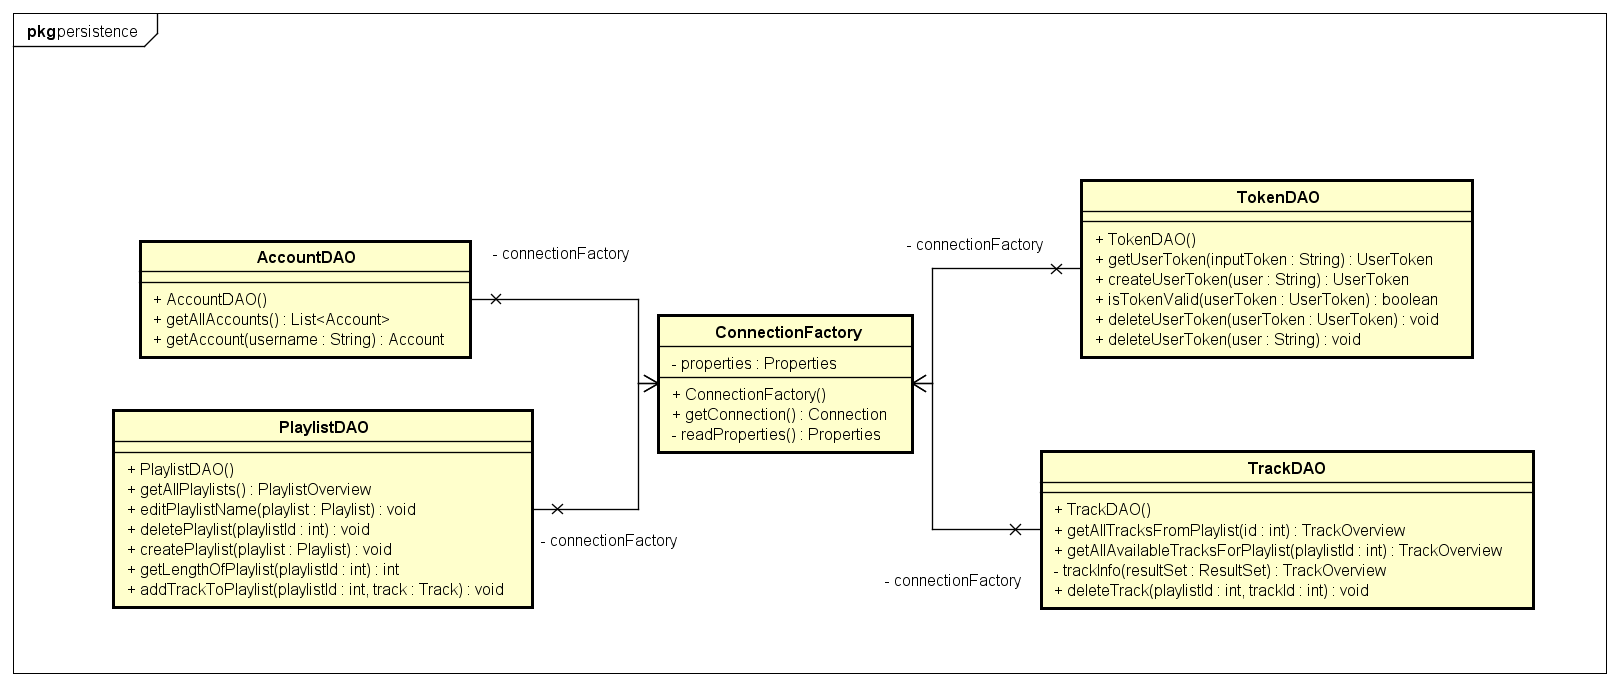 pkg persistence
AccountDAO
+ AccountDAO()
+ getAllAccounts() : List<Account>
+ getAccount(username : String) : Account
- connectionFactory
PlaylistDAO
+ PlaylistDAO()
+ getAllPlaylists() : PlaylistOverview
+ editPlaylistName(playlist : Playlist) : void
+ deletePlaylist(playlistId : int) : void
+ createPlaylist(playlist : Playlist) : void
+ getLengthOfPlaylist(playlistId : int) : int
+ addTrackToPlaylist(playlistId : int, track : Track) : void
- connectionFactory
ConnectionFactory
- properties : Properties
+ ConnectionFactory()
+ getConnection() : Connection
- readProperties() : Properties
- connectionFactory
TokenDAO
+ TokenDAO()
+ getUserToken(inputToken : String) : UserToken
+ createUserToken(user : String) : UserToken
+ isTokenValid(userToken : UserToken) : boolean
+ deleteUserToken(userToken : UserToken) : void
+ deleteUserToken(user : String) : void
- connectionFactory
TrackDAO
+ TrackDAO()
+ getAllTracksFromPlaylist(id : int) : TrackOverview
+ getAllAvailableTracksForPlaylist(playlistId : int) : TrackOverview
- trackInfo(resultSet : ResultSet) : TrackOverview
+ deleteTrack(playlistId : int, trackId : int) : void